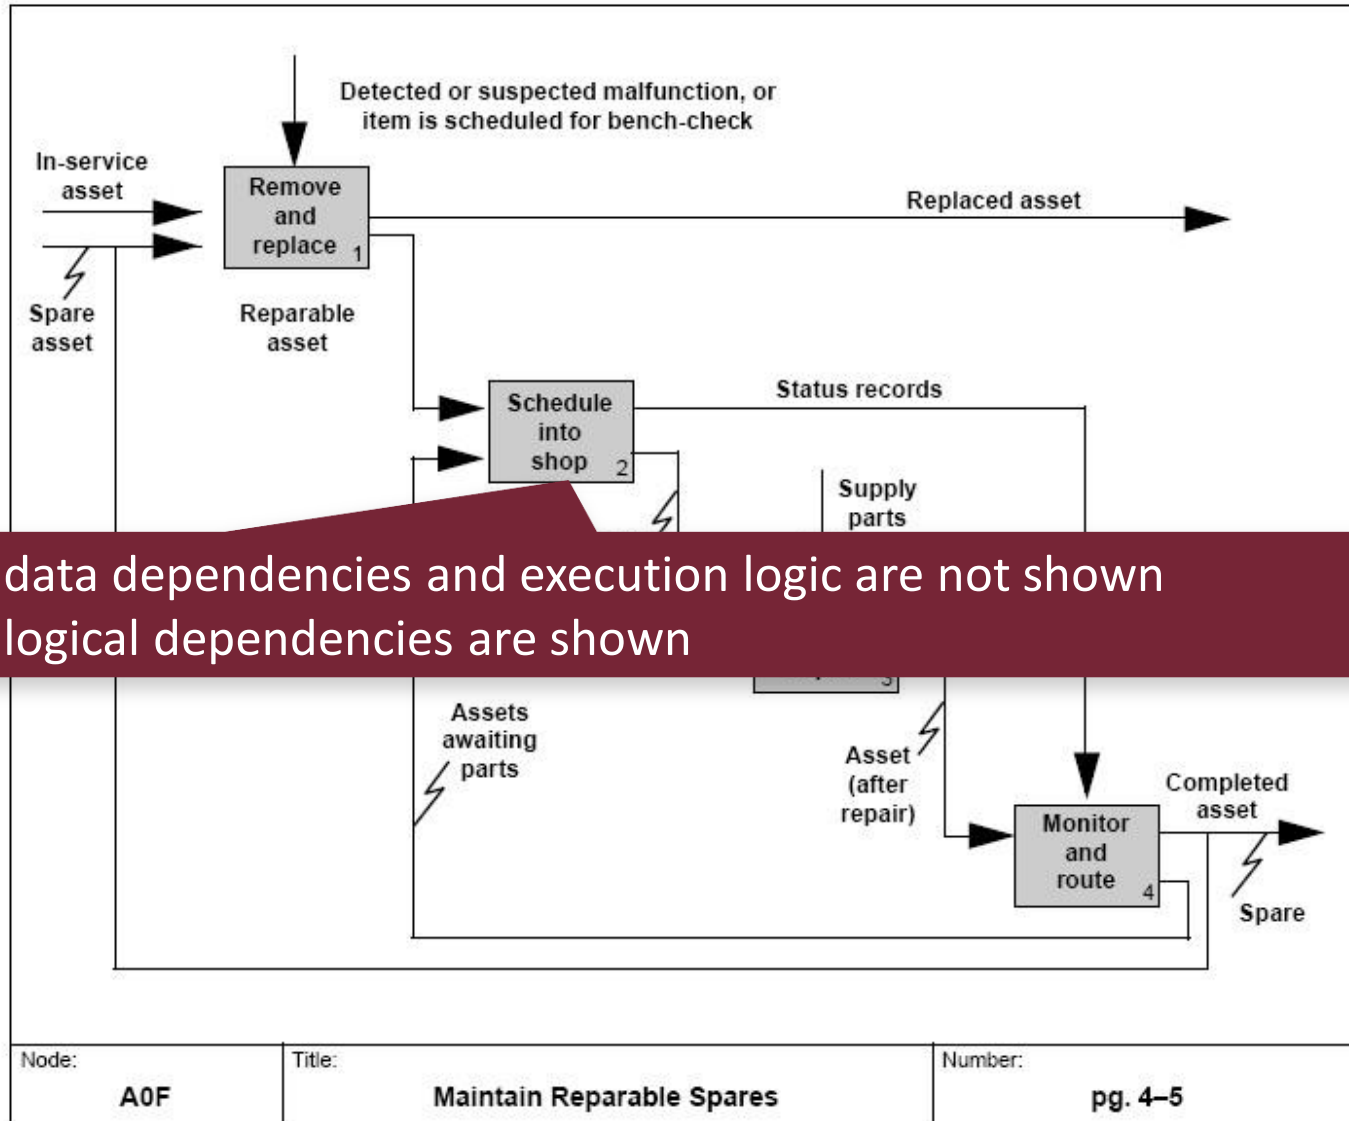 Detected or suspected malfunction, or
item is scheduled for bench-check
In-service
asset
Remove
and
replace 1
Replaced asset
Spare
asset
Reparable
asset
Schedule
into
shop 2
Status records
Supply
parts
data dependencies and execution logic are not shown
logical dependencies are shown
3
Assets
awaiting
parts
Asset
(after
repair)
Completed
asset
Monitor
and
route 4
Spare
Node:
A0F
Title:
Maintain Reparable Spares
Number:
pg. 4–5